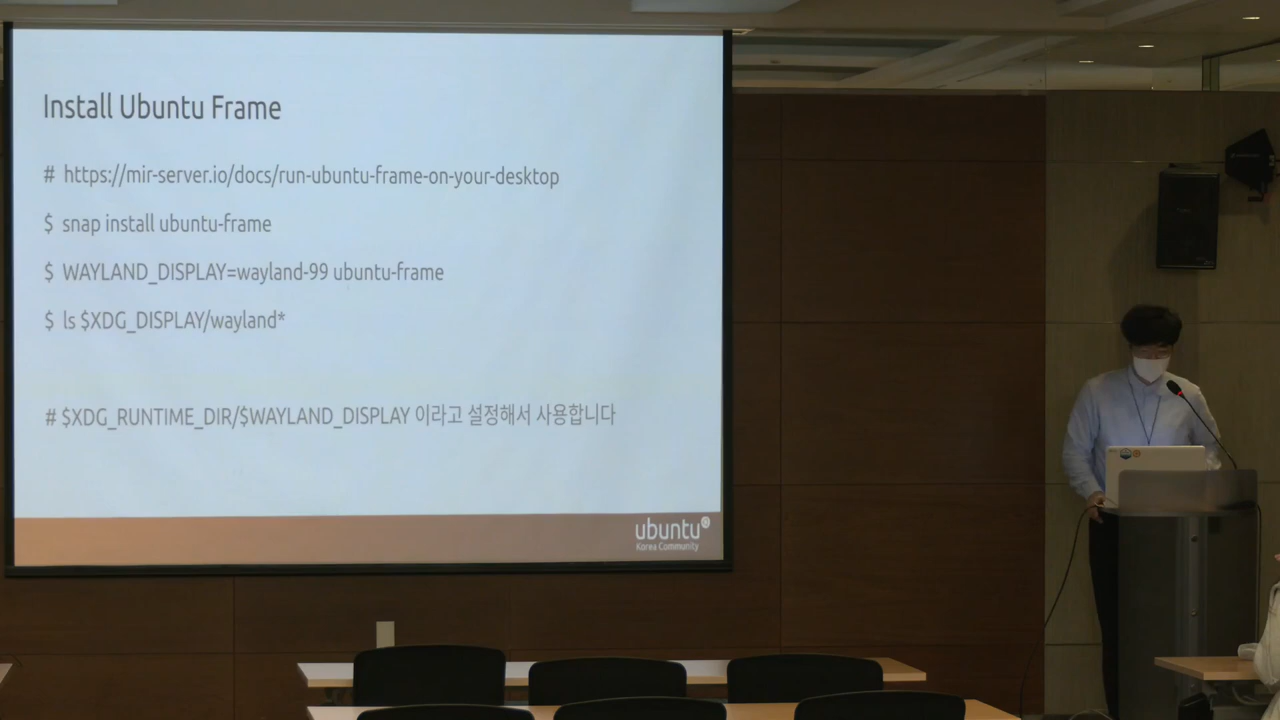 Install Ubuntu Frame
# https://mir-server.io/docs/run-ubuntu-frame-on-your-desktop
$ snap install ubuntu-frame
$ WAYLAND_DISPLAY=wayland-99 ubuntu-frame
$ ls $XDG_DISPLAY/wayland*
# $XDG_RUNTIME_DIR/$WAYLAND_DISPLAY 이라고 설정해서 사용합니다
ubuntu
Korea Community